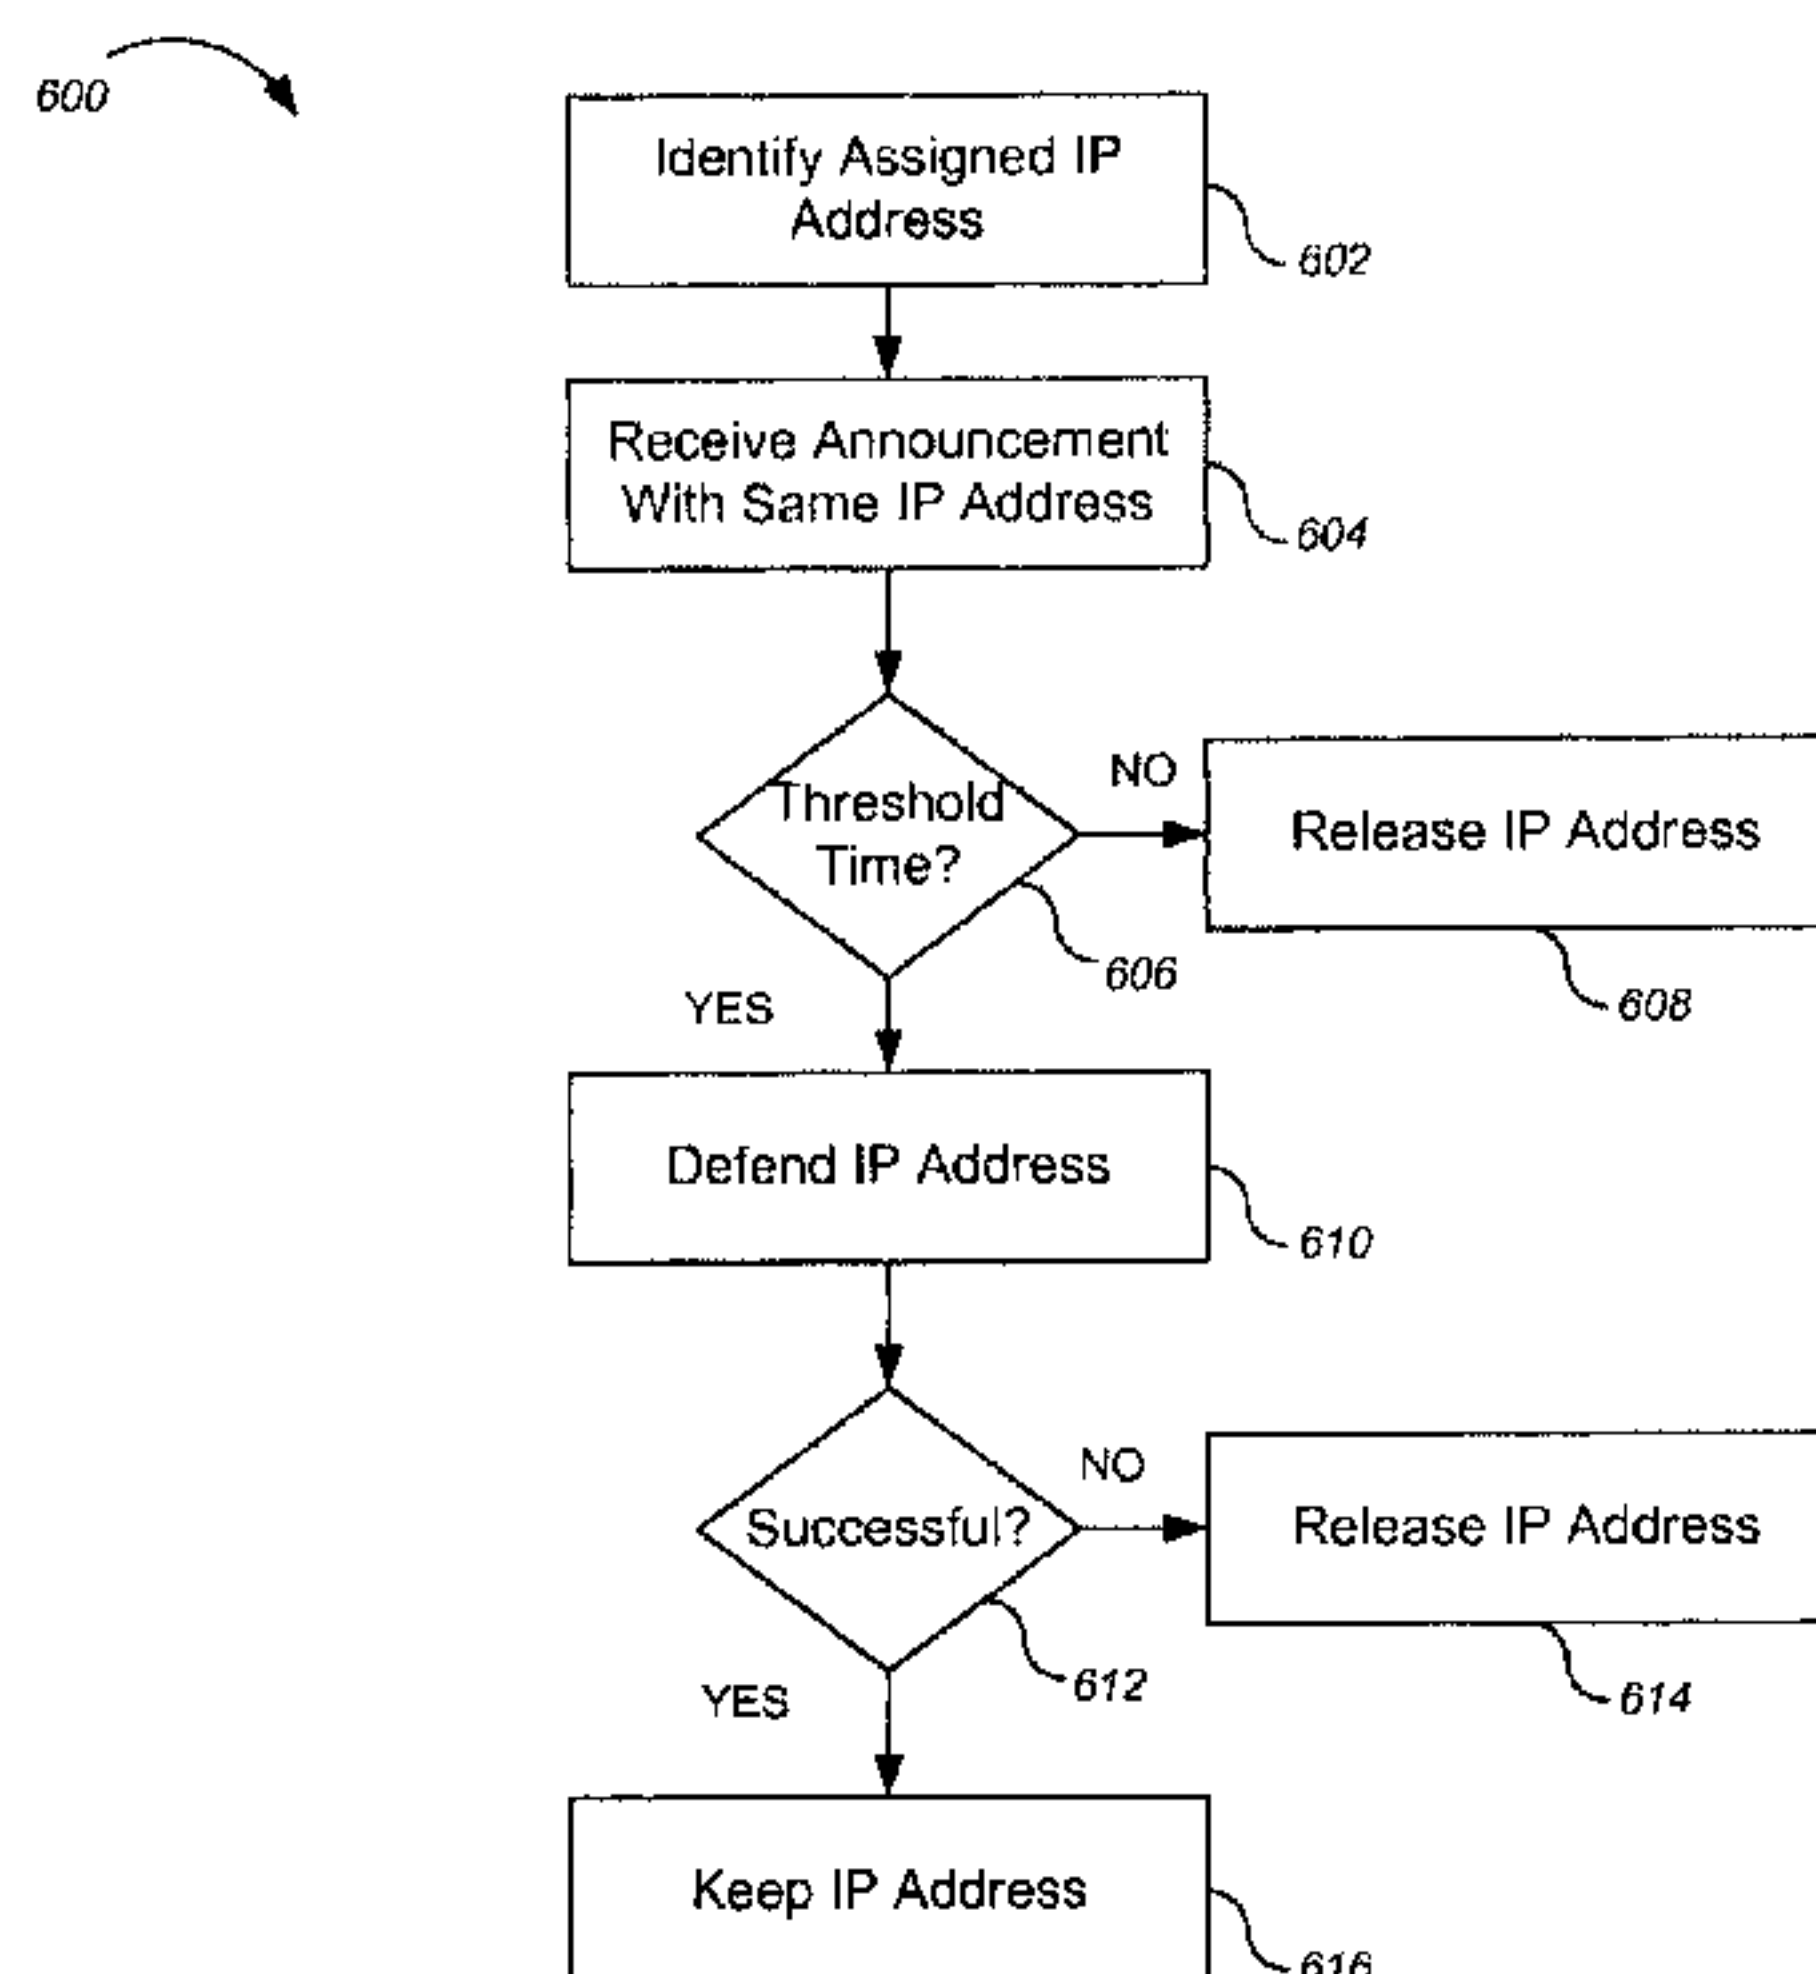 600
Identify Assigned IP
Address
602
Receive Announcement
With Same IP Address
604
Threshold
Time?
NO
Release IP Address
606
608
YES
Defend IP Address
610
Successful?
NO
Release IP Address
612
614
YES
Keep IP Address
616